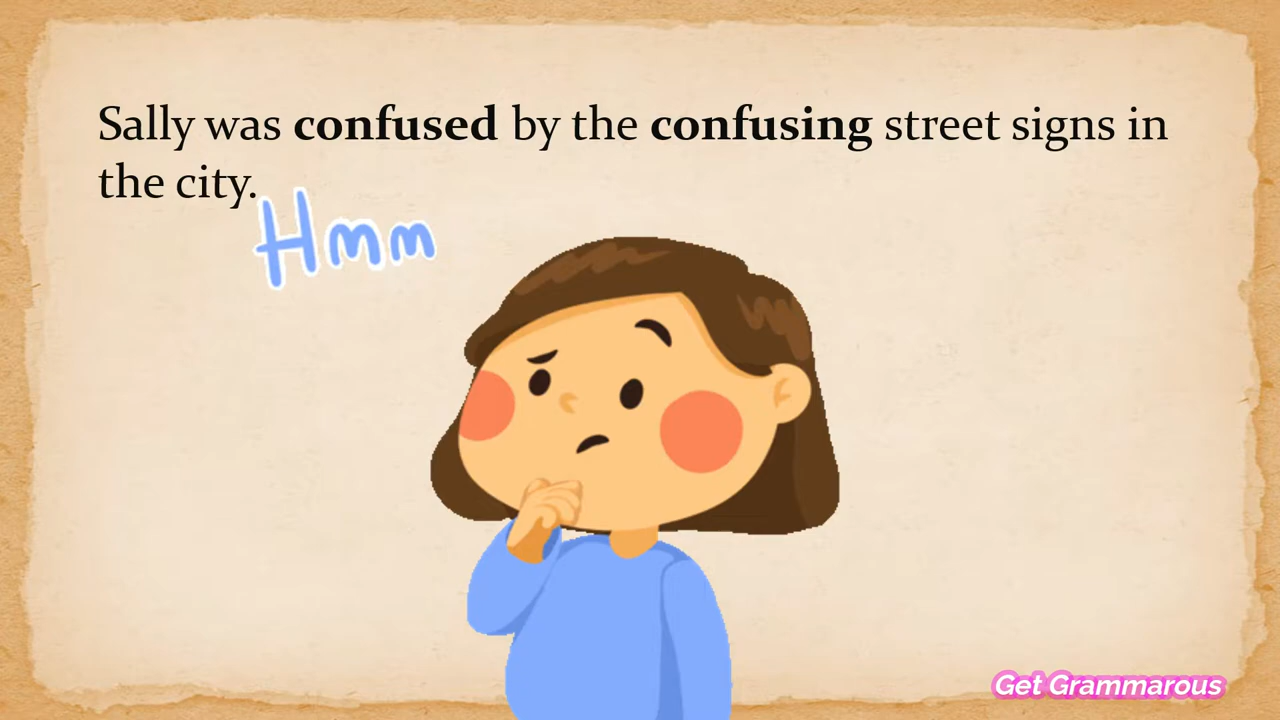 Sally was confused by the confusing street signs in
the city.
Hmm
Get Grammarous